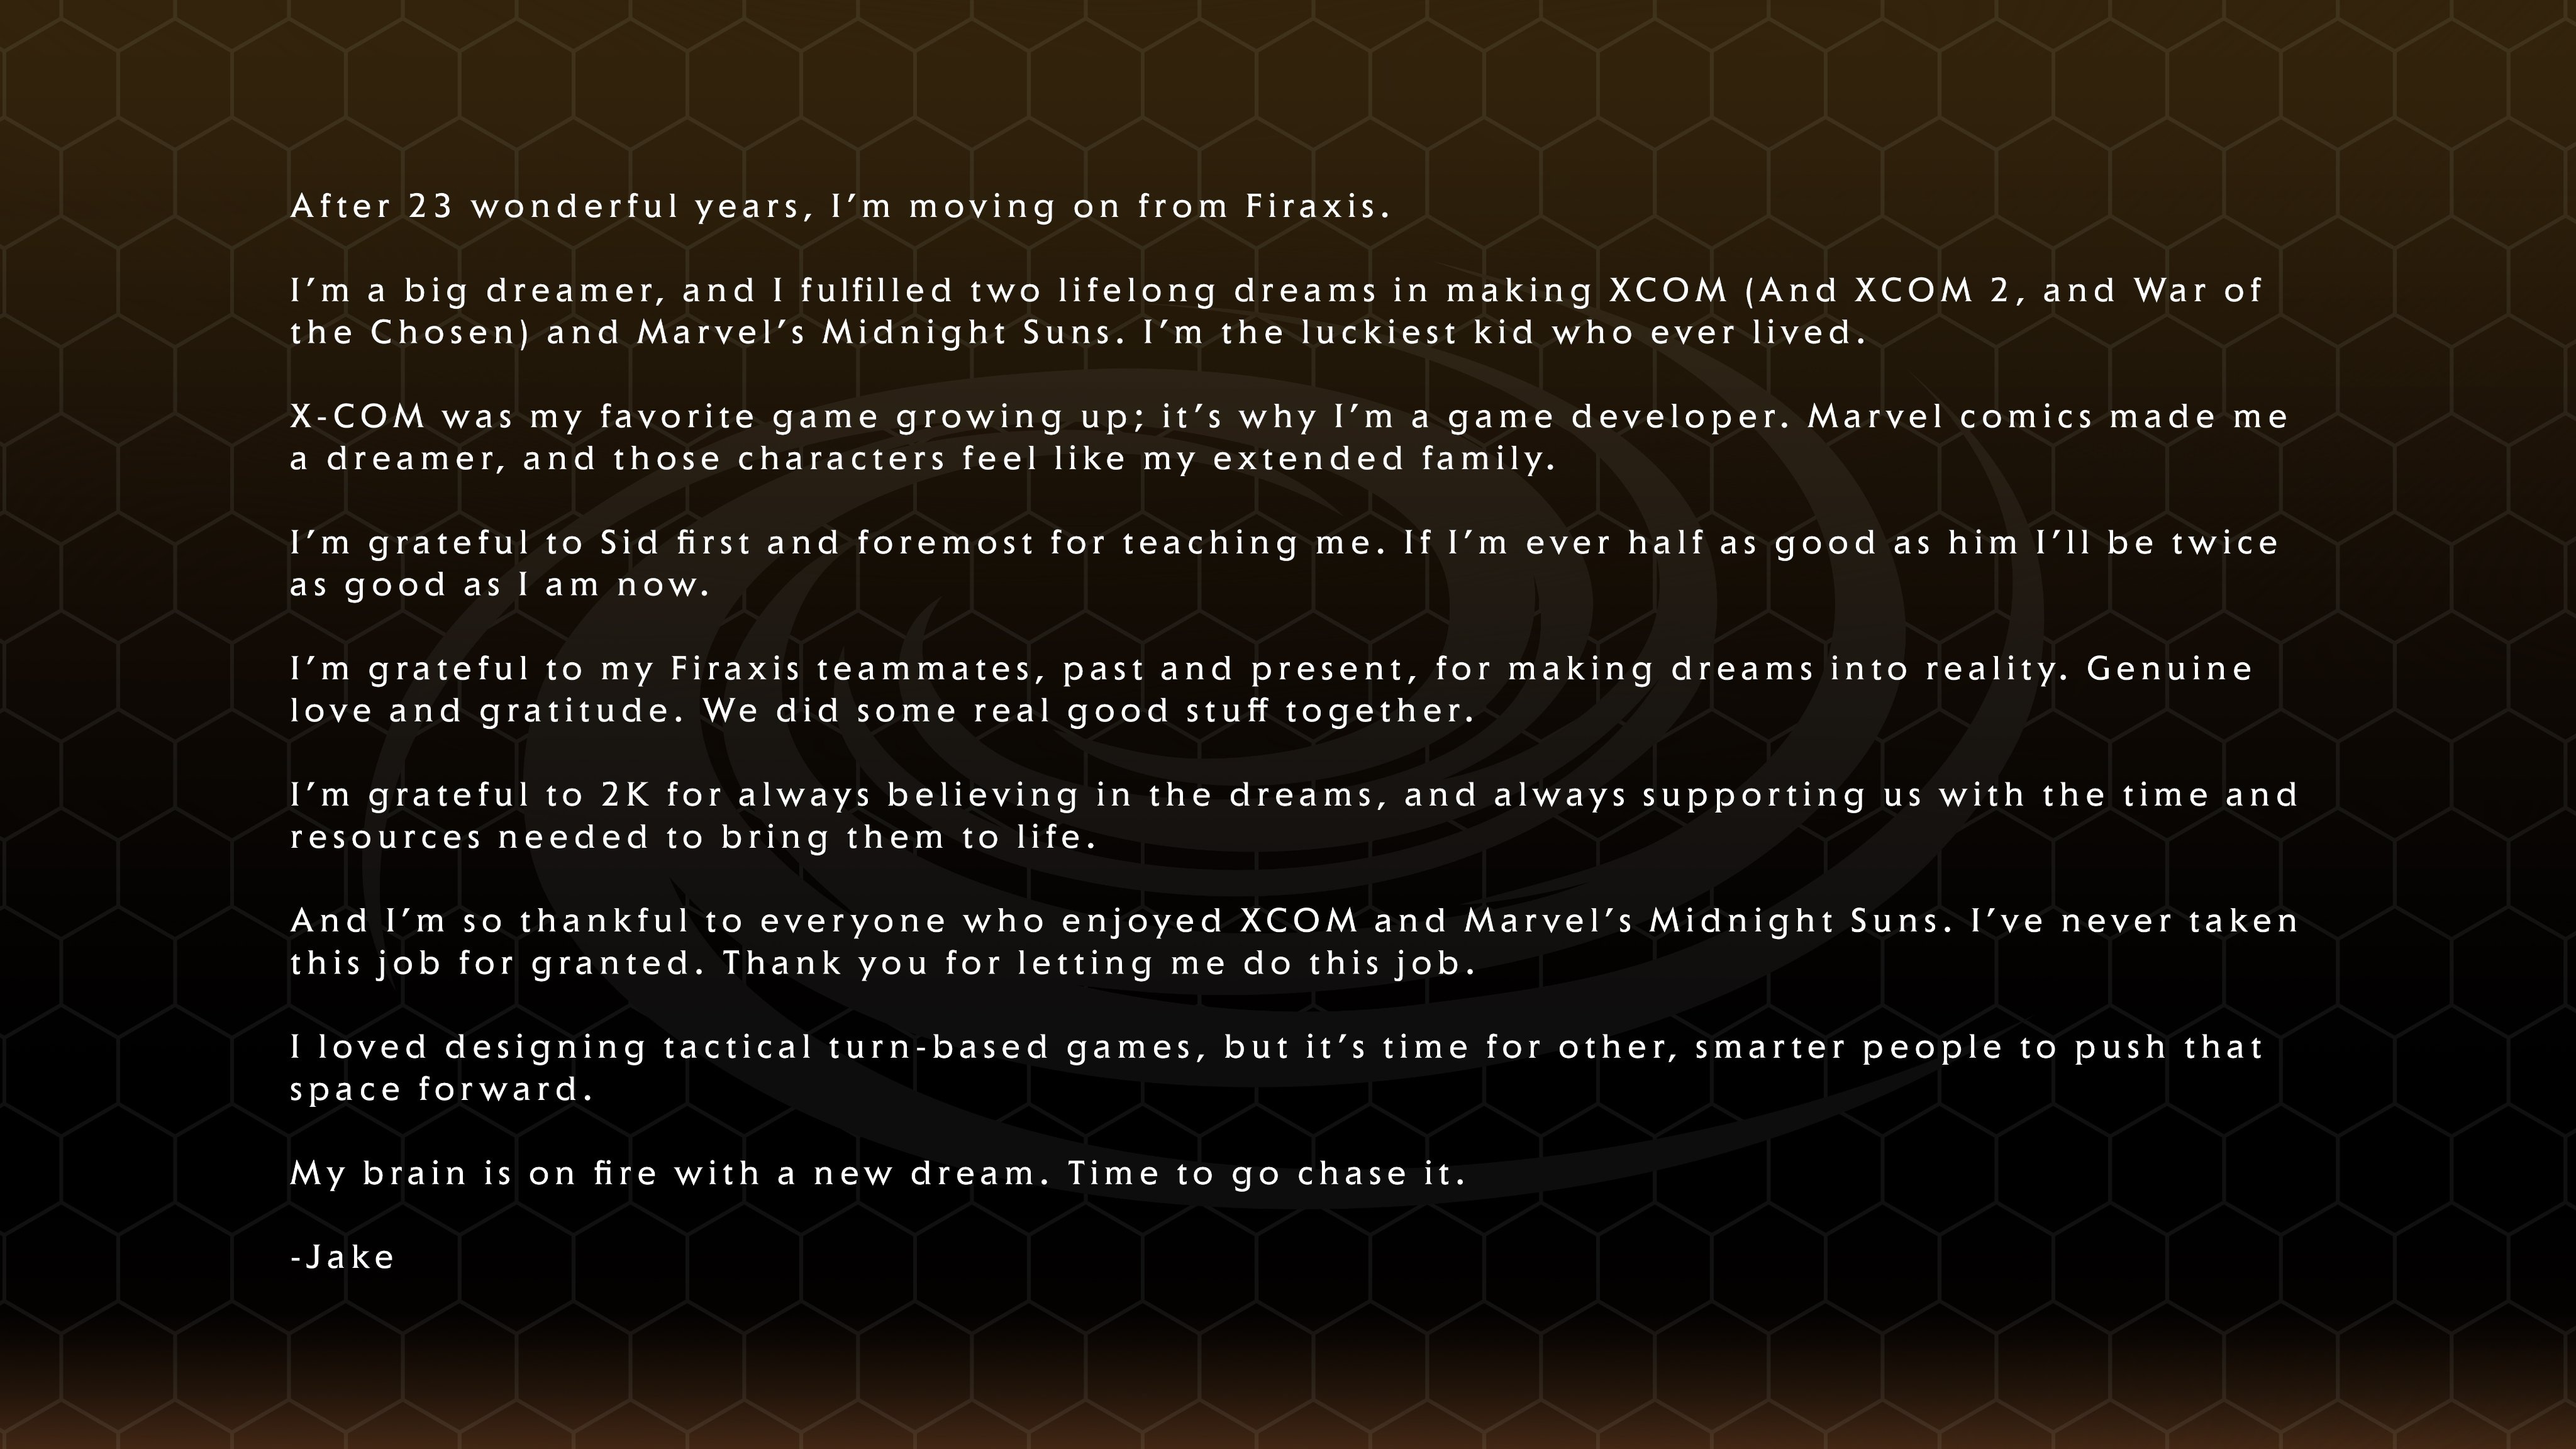 After 23 wonderful years, I’m moving on from Firaxis.
I’m a big dreamer, and I fulfilled two lifelong dreams in making XCOM (And XCOM 2, and War of
the Chosen) and Marvel’s Midnight Suns. I’m the luckiest kid who ever lived.
X-COM was my favorite game growing up; it’s why I’m a game developer. Marvel comics made me
a dreamer, and those characters feel like my extended family.
I’m grateful to Sid first and foremost for teaching me. If I’m ever half as good as him I’ll be twice
as good as I am now.
I’m grateful to my Firaxis teammates, past and present, for making dreams into reality. Genuine
love and gratitude. We did some real good stuff together.
I’m grateful to 2K for always believing in the dreams, and always supporting us with the time and
resources needed to bring them to life.
And I’m so thankful to everyone who enjoyed XCOM and Marvel’s Midnight Suns. I’ve never taken
this job for granted. Thank you for letting me do this job.
I loved designing tactical turn-based games, but it’s time for other, smarter people to push that
space forward.
My brain is on fire with a new dream. Time to go chase it.
-Jake